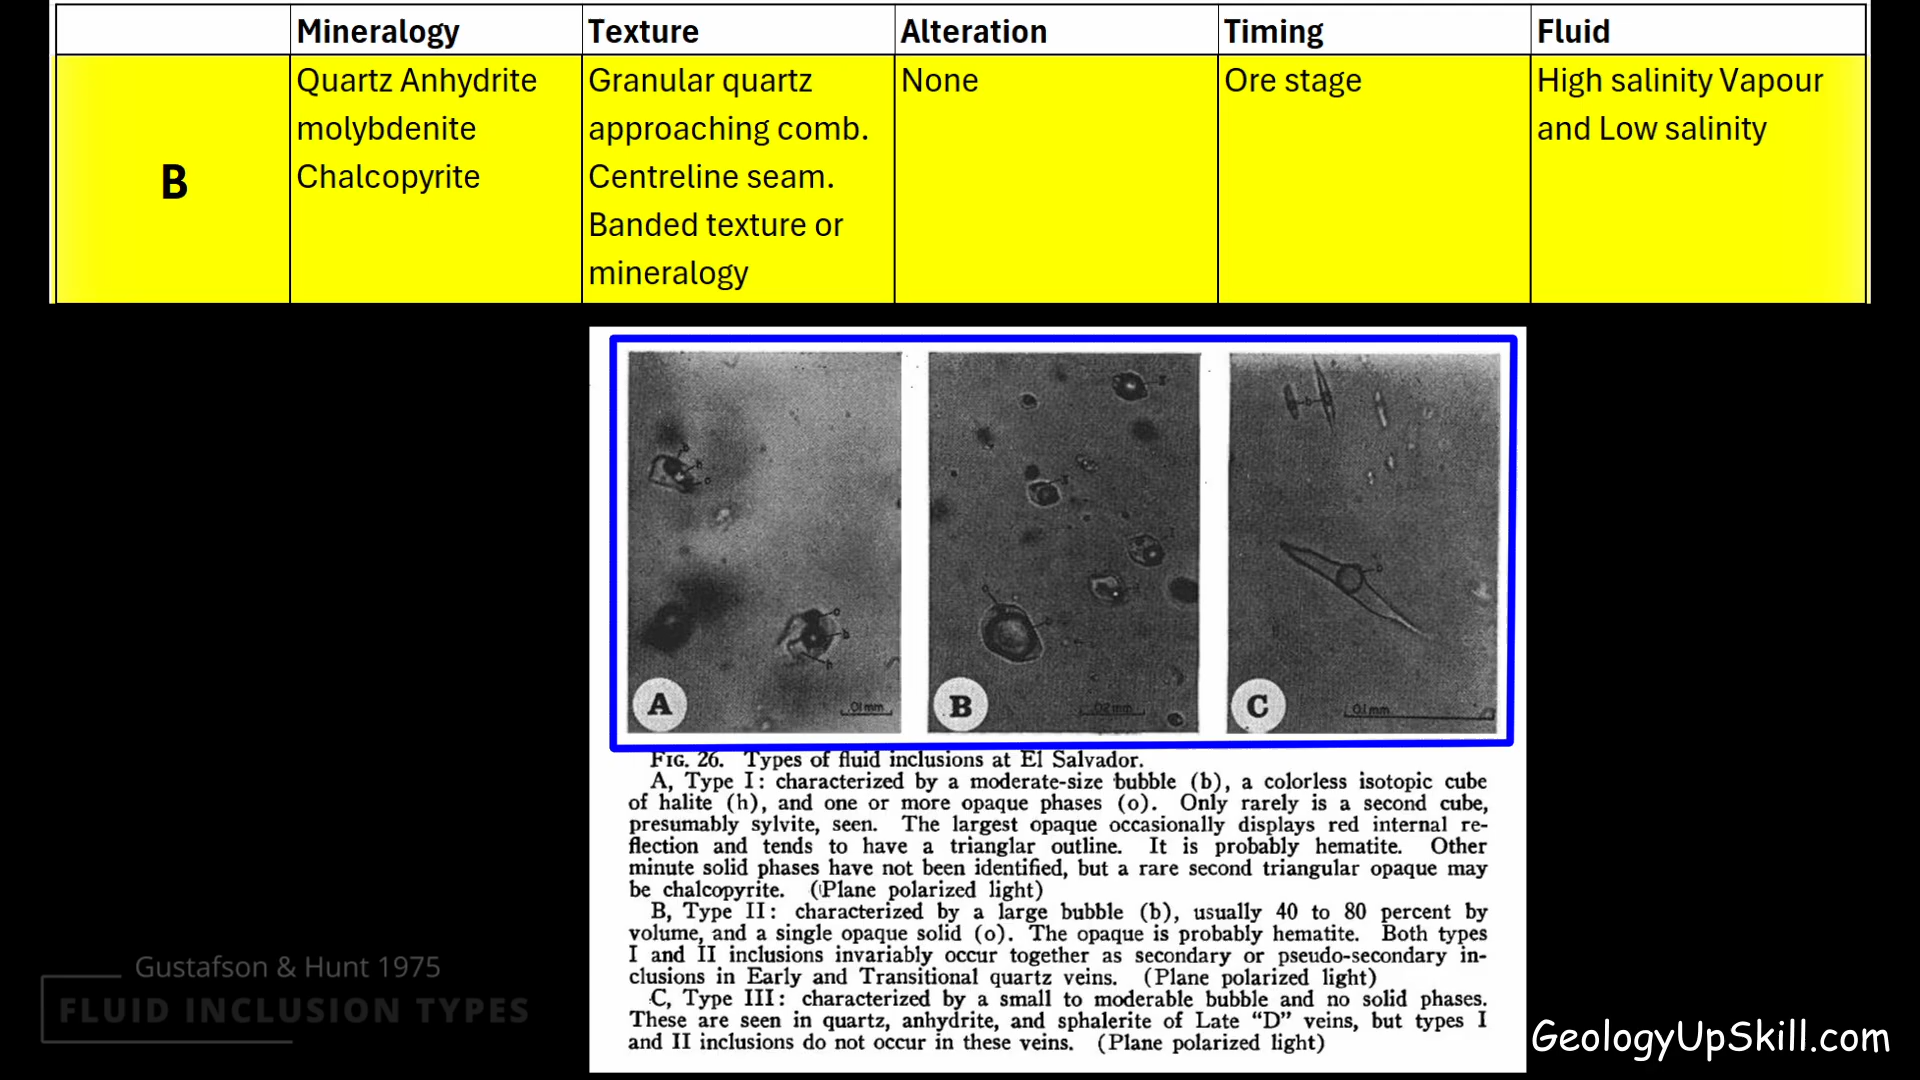 Mineralogy Texture Alteration Timing Fluid
B
Quartz Anhydrite
molybdenite
Chalcopyrite
Granular quartz
approaching comb.
Centreline seam.
Banded texture or
mineralogy
None
Ore stage
High salinity Vapour
and Low salinity
A
.01 mm
B
.02 mm
C
0.1 mm
FIG. 26. Types of fluid inclusions at El Salvador.
A, Type I: characterized by a moderate-size bubble (b), a colorless isotopic cube
of halite (h), and one or more opaque phases (o). Only rarely is a second cube,
presumably sylvite, seen. The largest opaque occasionally displays red internal re-
flection and tends to have a trianglar outline. It is probably hematite. Other
minute solid phases have not been identified, but a rare second triangular opaque may
be chalcopyrite. (Plane polarized light)
B, Type II: characterized by a large bubble (b), usually 40 to 80 percent by
volume, and a single opaque solid (o). The opaque is probably hematite. Both types
I and II inclusions invariably occur together as secondary or pseudo-secondary in-
clusions in Early and Transitional quartz veins. (Plane polarized light)
C, Type III: characterized by a small to moderable bubble and no solid phases.
These are seen in quartz, anhydrite, and sphalerite of Late "D" veins, but types I
and II inclusions do not occur in these veins. (Plane polarized light)
Gustafson & Hunt 1975
FLUID INCLUSION TYPES
GeologyUpSkill.com